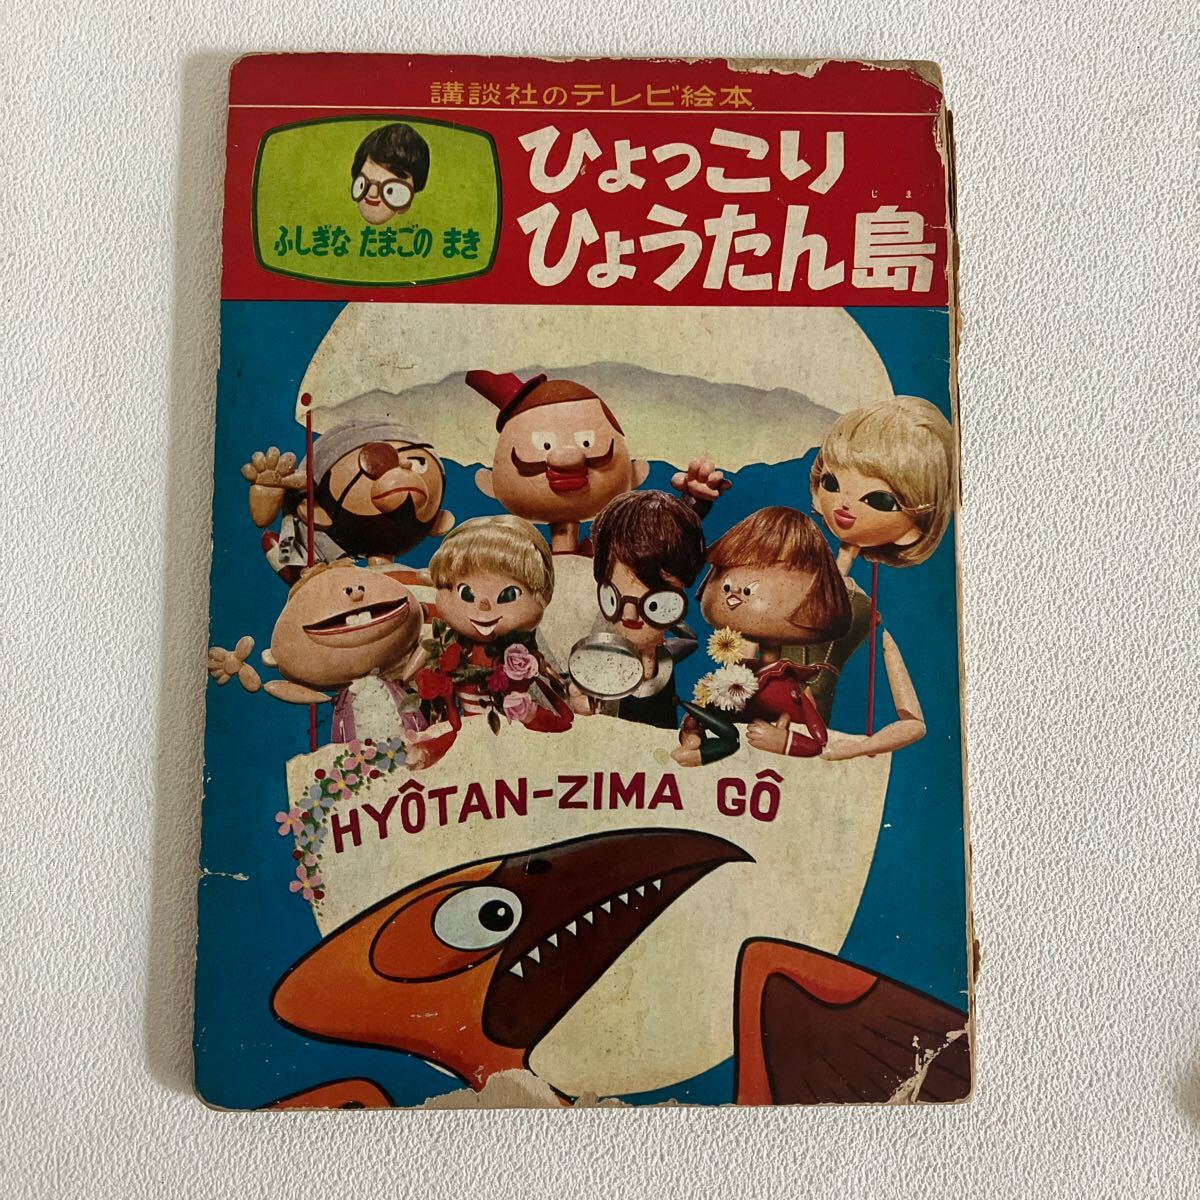 講談社のテレビ絵本
ふしぎな たまごの まき
ひょっこり
ひょうたん島
じま
HYÔTAN-ZIMA GÔ